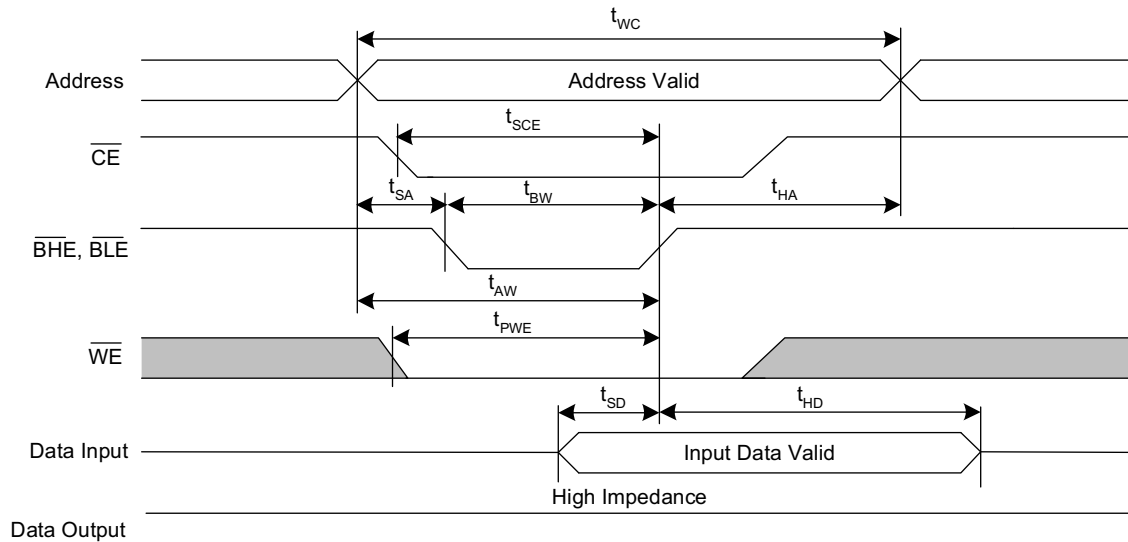 tWC
Address
Address Valid
tSCE
CE
tSA
tBW
tHA
BHE, BLE
tAW
tPWE
WE
tSD
tHD
Data Input
Input Data Valid
High Impedance
Data Output